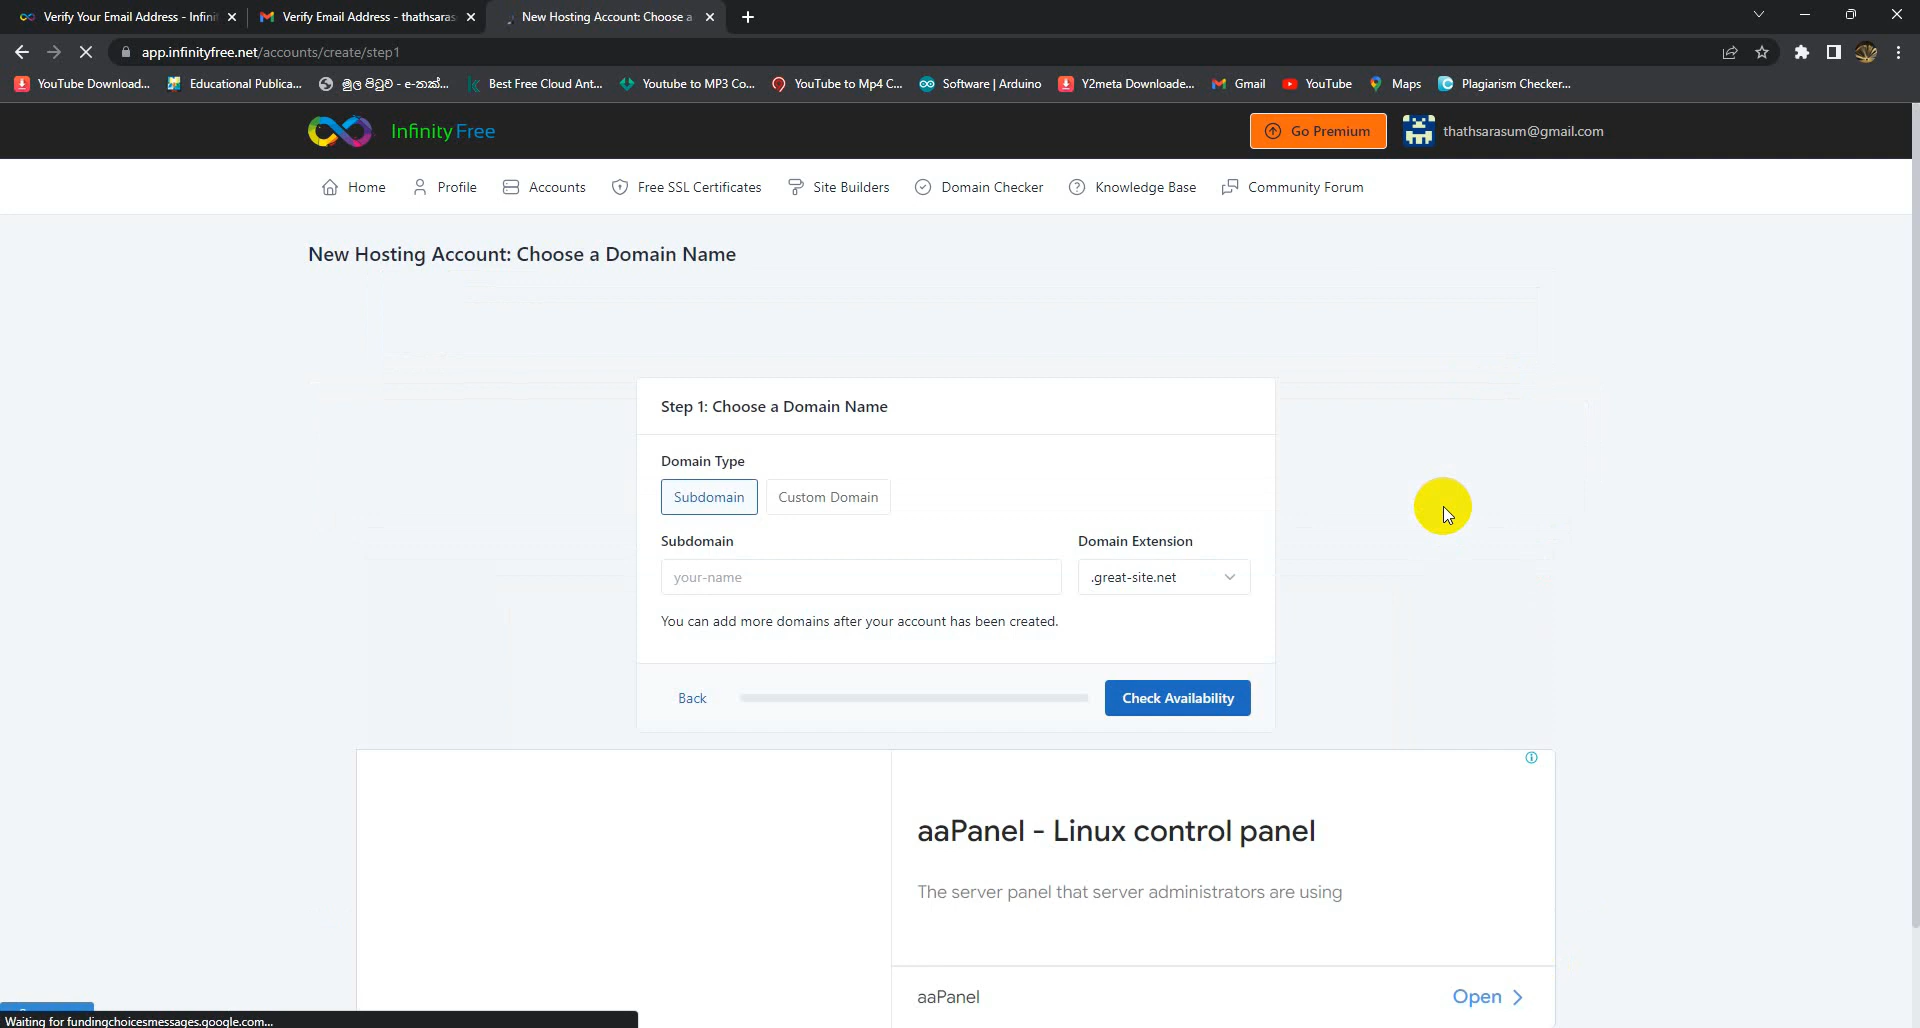 Verify Your Email Address - Infinit
Verify Email Address - thathsaras
New Hosting Account: Choose a
app.infinityfree.net/accounts/create/step1
YouTube Download...
Educational Publica...
මූල පිටුව - e-තක්...
Best Free Cloud Ant...
Youtube to MP3 Co...
YouTube to Mp4 C...
Software | Arduino
Y2meta Downloade...
Gmail
YouTube
Maps
Plagiarism Checker...
InfinityFree
Go Premium
thathsarasum@gmail.com
Home
Profile
Accounts
Free SSL Certificates
Site Builders
Domain Checker
Knowledge Base
Community Forum
New Hosting Account: Choose a Domain Name
Step 1: Choose a Domain Name
Domain Type
Subdomain
Custom Domain
Subdomain
Domain Extension
your-name
.great-site.net
You can add more domains after your account has been created.
Back
Check Availability
aaPanel - Linux control panel
The server panel that server administrators are using
aaPanel
Open
Waiting for fundingchoicesmessages.google.com...